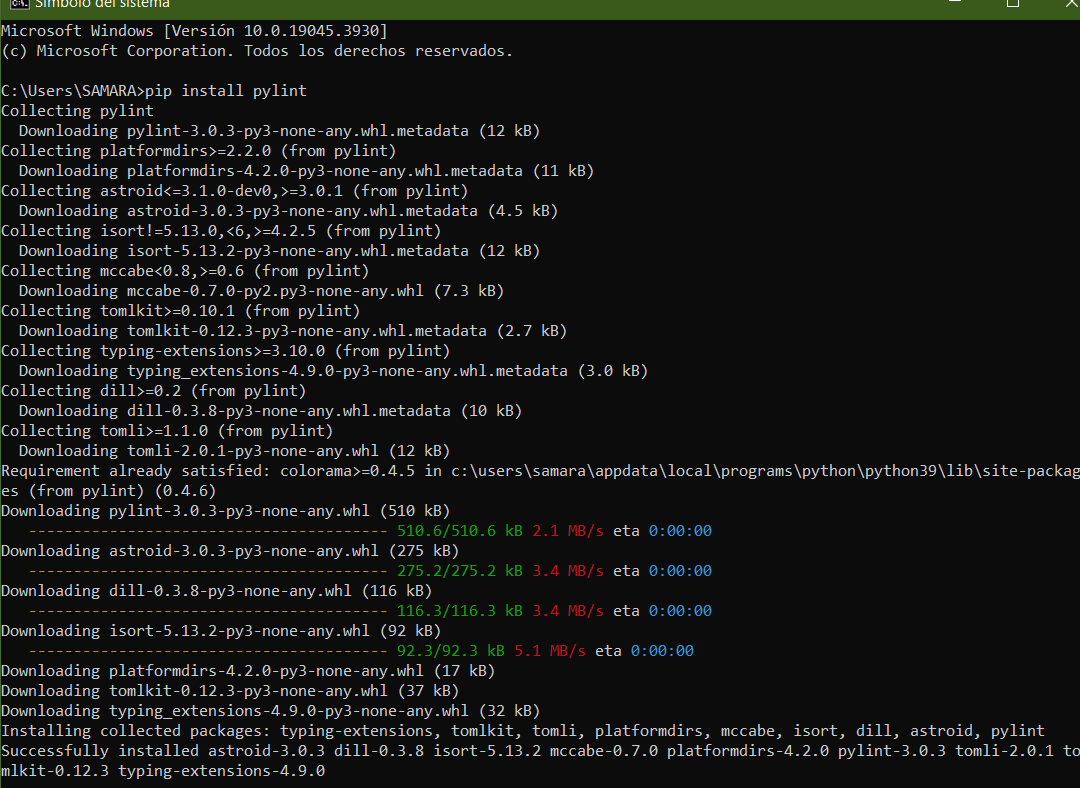 Símbolo del sistema
Microsoft Windows [Versión 10.0.19045.3930]
(c) Microsoft Corporation. Todos los derechos reservados.
C:\Users\SAMARA>pip install pylint
Collecting pylint
  Downloading pylint-3.0.3-py3-none-any.whl.metadata (12 kB)
Collecting platformdirs>=2.2.0 (from pylint)
  Downloading platformdirs-4.2.0-py3-none-any.whl.metadata (11 kB)
Collecting astroid<=3.1.0-dev0,>=3.0.1 (from pylint)
  Downloading astroid-3.0.3-py3-none-any.whl.metadata (4.5 kB)
Collecting isort!=5.13.0,<6,>=4.2.5 (from pylint)
  Downloading isort-5.13.2-py3-none-any.whl.metadata (12 kB)
Collecting mccabe<0.8,>=0.6 (from pylint)
  Downloading mccabe-0.7.0-py2.py3-none-any.whl (7.3 kB)
Collecting tomlkit>=0.10.1 (from pylint)
  Downloading tomlkit-0.12.3-py3-none-any.whl.metadata (2.7 kB)
Collecting typing-extensions>=3.10.0 (from pylint)
  Downloading typing_extensions-4.9.0-py3-none-any.whl.metadata (3.0 kB)
Collecting dill>=0.2 (from pylint)
  Downloading dill-0.3.8-py3-none-any.whl.metadata (10 kB)
Collecting tomli>=1.1.0 (from pylint)
  Downloading tomli-2.0.1-py3-none-any.whl (12 kB)
Requirement already satisfied: colorama>=0.4.5 in c:\users\samara\appdata\local\programs\python\python39\lib\site-packag
es (from pylint) (0.4.6)
Downloading pylint-3.0.3-py3-none-any.whl (510 kB)
   ---------------------------------------- 510.6/510.6 kB 2.1 MB/s eta 0:00:00
Downloading astroid-3.0.3-py3-none-any.whl (275 kB)
   ---------------------------------------- 275.2/275.2 kB 3.4 MB/s eta 0:00:00
Downloading dill-0.3.8-py3-none-any.whl (116 kB)
   ---------------------------------------- 116.3/116.3 kB 3.4 MB/s eta 0:00:00
Downloading isort-5.13.2-py3-none-any.whl (92 kB)
   ---------------------------------------- 92.3/92.3 kB 5.1 MB/s eta 0:00:00
Downloading platformdirs-4.2.0-py3-none-any.whl (17 kB)
Downloading tomlkit-0.12.3-py3-none-any.whl (37 kB)
Downloading typing_extensions-4.9.0-py3-none-any.whl (32 kB)
Installing collected packages: typing-extensions, tomlkit, tomli, platformdirs, mccabe, isort, dill, astroid, pylint
Successfully installed astroid-3.0.3 dill-0.3.8 isort-5.13.2 mccabe-0.7.0 platformdirs-4.2.0 pylint-3.0.3 tomli-2.0.1 to
mlkit-0.12.3 typing-extensions-4.9.0